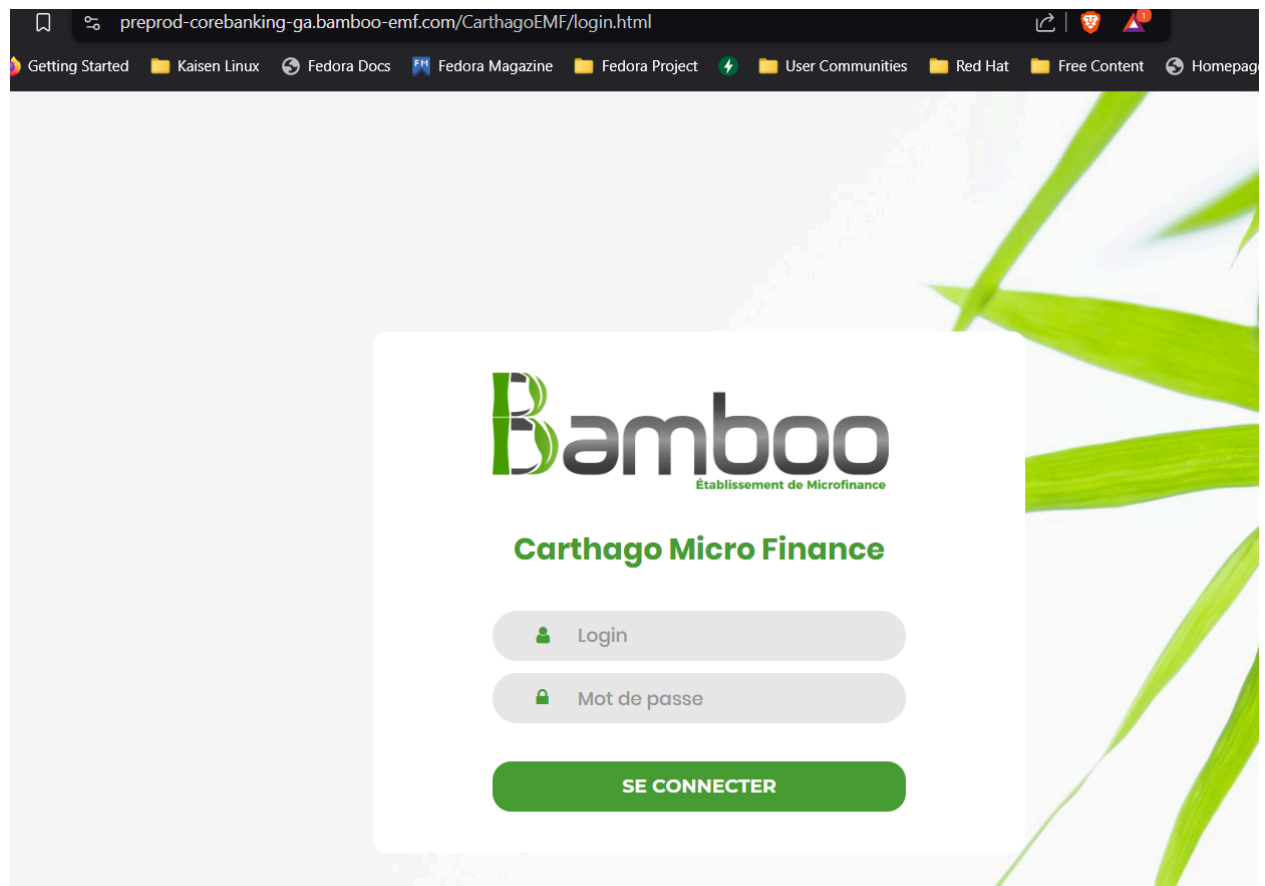 preprod-corebanking-ga.bamboo-emf.com/CarthagoEMF/login.html
1
Getting Started Kaisen Linux Fedora Docs FM Fedora Magazine Fedora Project User Communities Red Hat Free Content Homepag
Bamboo
Établissement de Microfinance
Carthago Micro Finance
Login
Mot de passe
SE CONNECTER